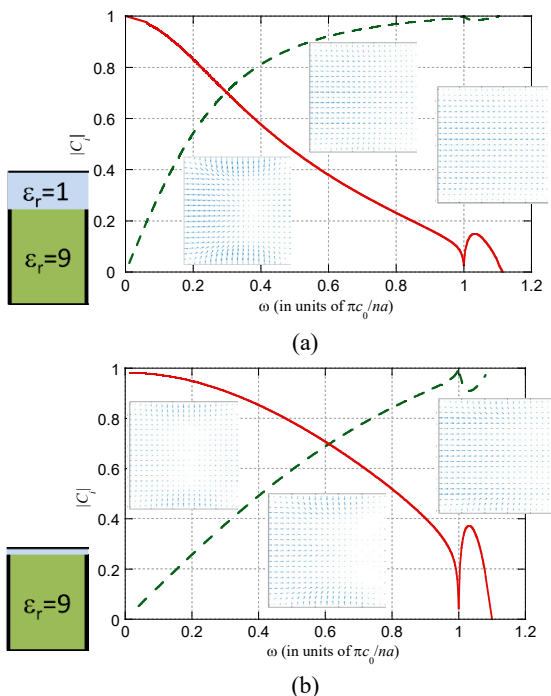 1
0.8
0.6
0.4
0.2
0
|C_i|
ε_r=1
ε_r=9
0 0.2 0.4 0.6 0.8 1 1.2
ω (in units of πc_0/na)
(a)
1
0.8
0.6
0.4
0.2
0
|C_i|
ε_r=9
0 0.2 0.4 0.6 0.8 1 1.2
ω (in units of πc_0/na)
(b)